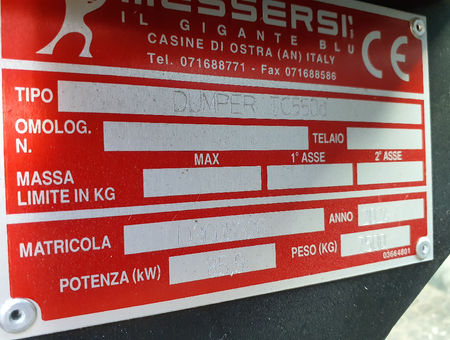 MESSERSI'
IL GIGANTE BLU
CASINE DI OSTRA (AN) ITALY
Tel. 071688771 - Fax 071688586
CE
TIPO DUMPER
OMOLOG. N. TELAIO
MAX 1° ASSE 2° ASSE
MASSA LIMITE IN KG
MATRICOLA ANNO
POTENZA (kW) PESO (KG)
03664801